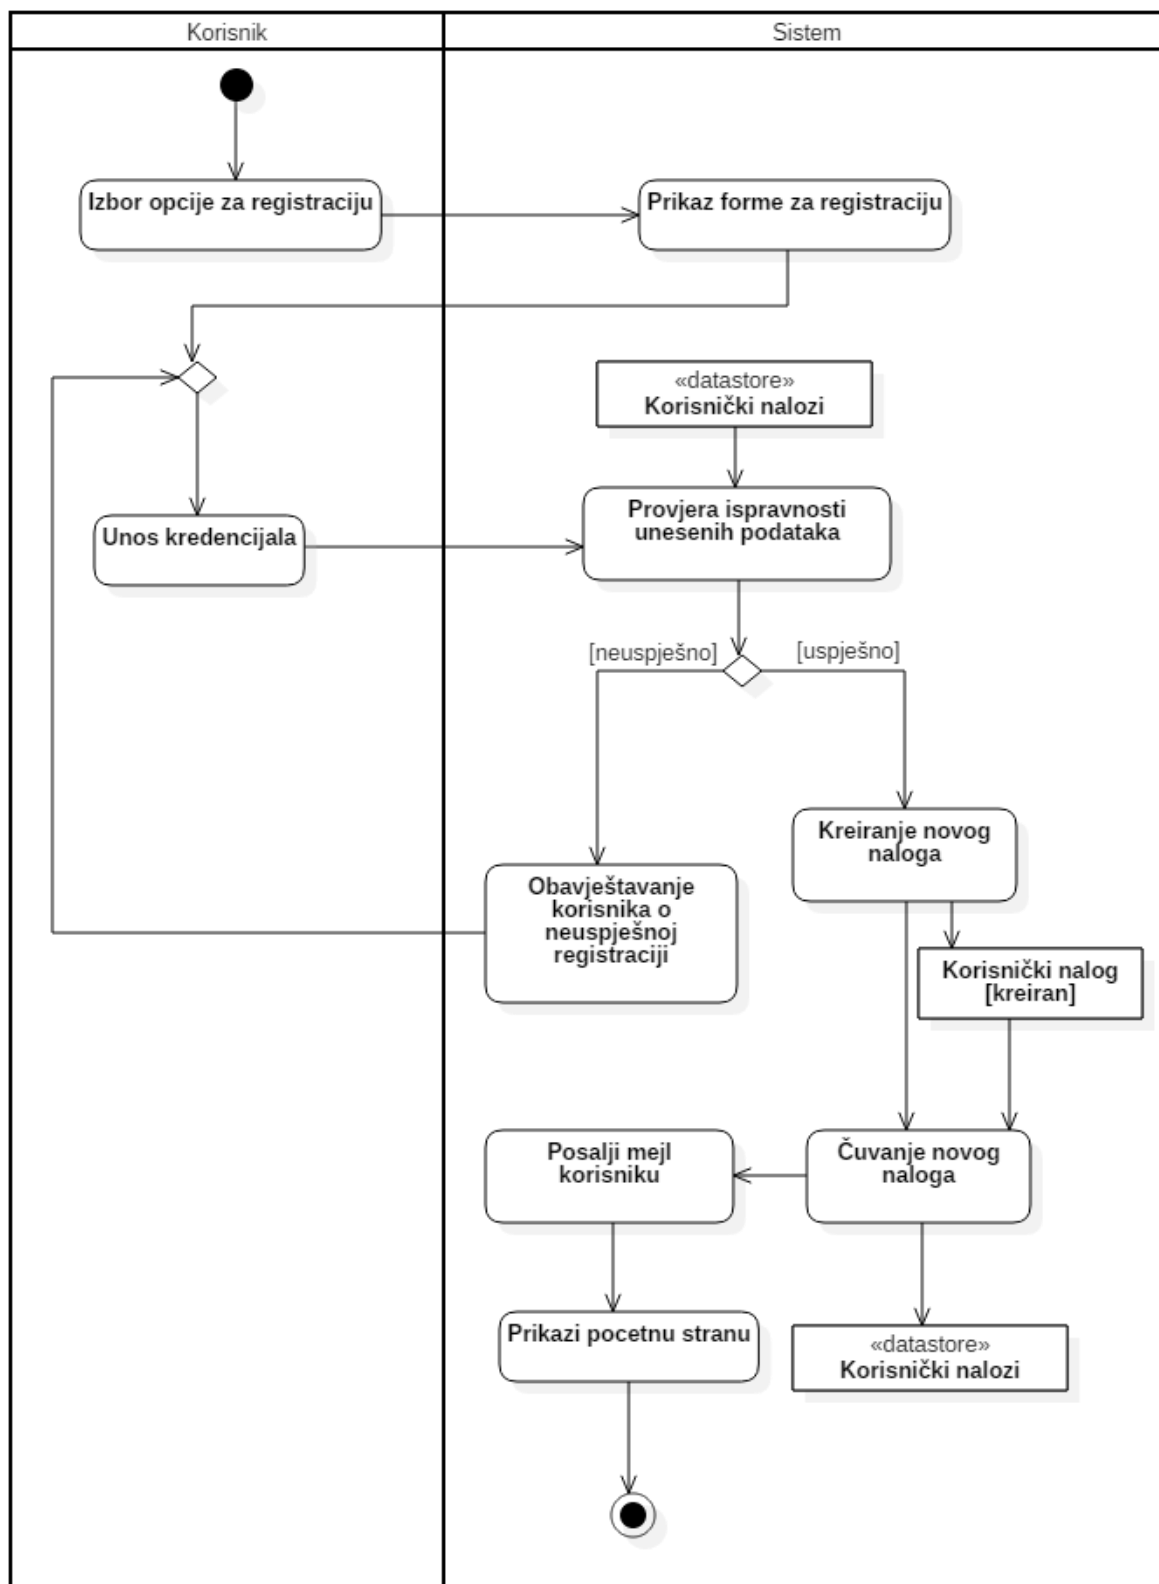 Korisnik
Sistem
Izbor opcije za registraciju
Prikaz forme za registraciju
«datastore»
Korisnički nalozi
Provjera ispravnosti
unesenih podataka
Unos kredencijala
[neuspješno]
[uspješno]
Kreiranje novog
naloga
Obavještavanje
korisnika o
neuspješnoj
registraciji
Korisnički nalog
[kreiran]
Posalji mejl
korisniku
Čuvanje novog
naloga
Prikazi pocetnu stranu
«datastore»
Korisnički nalozi